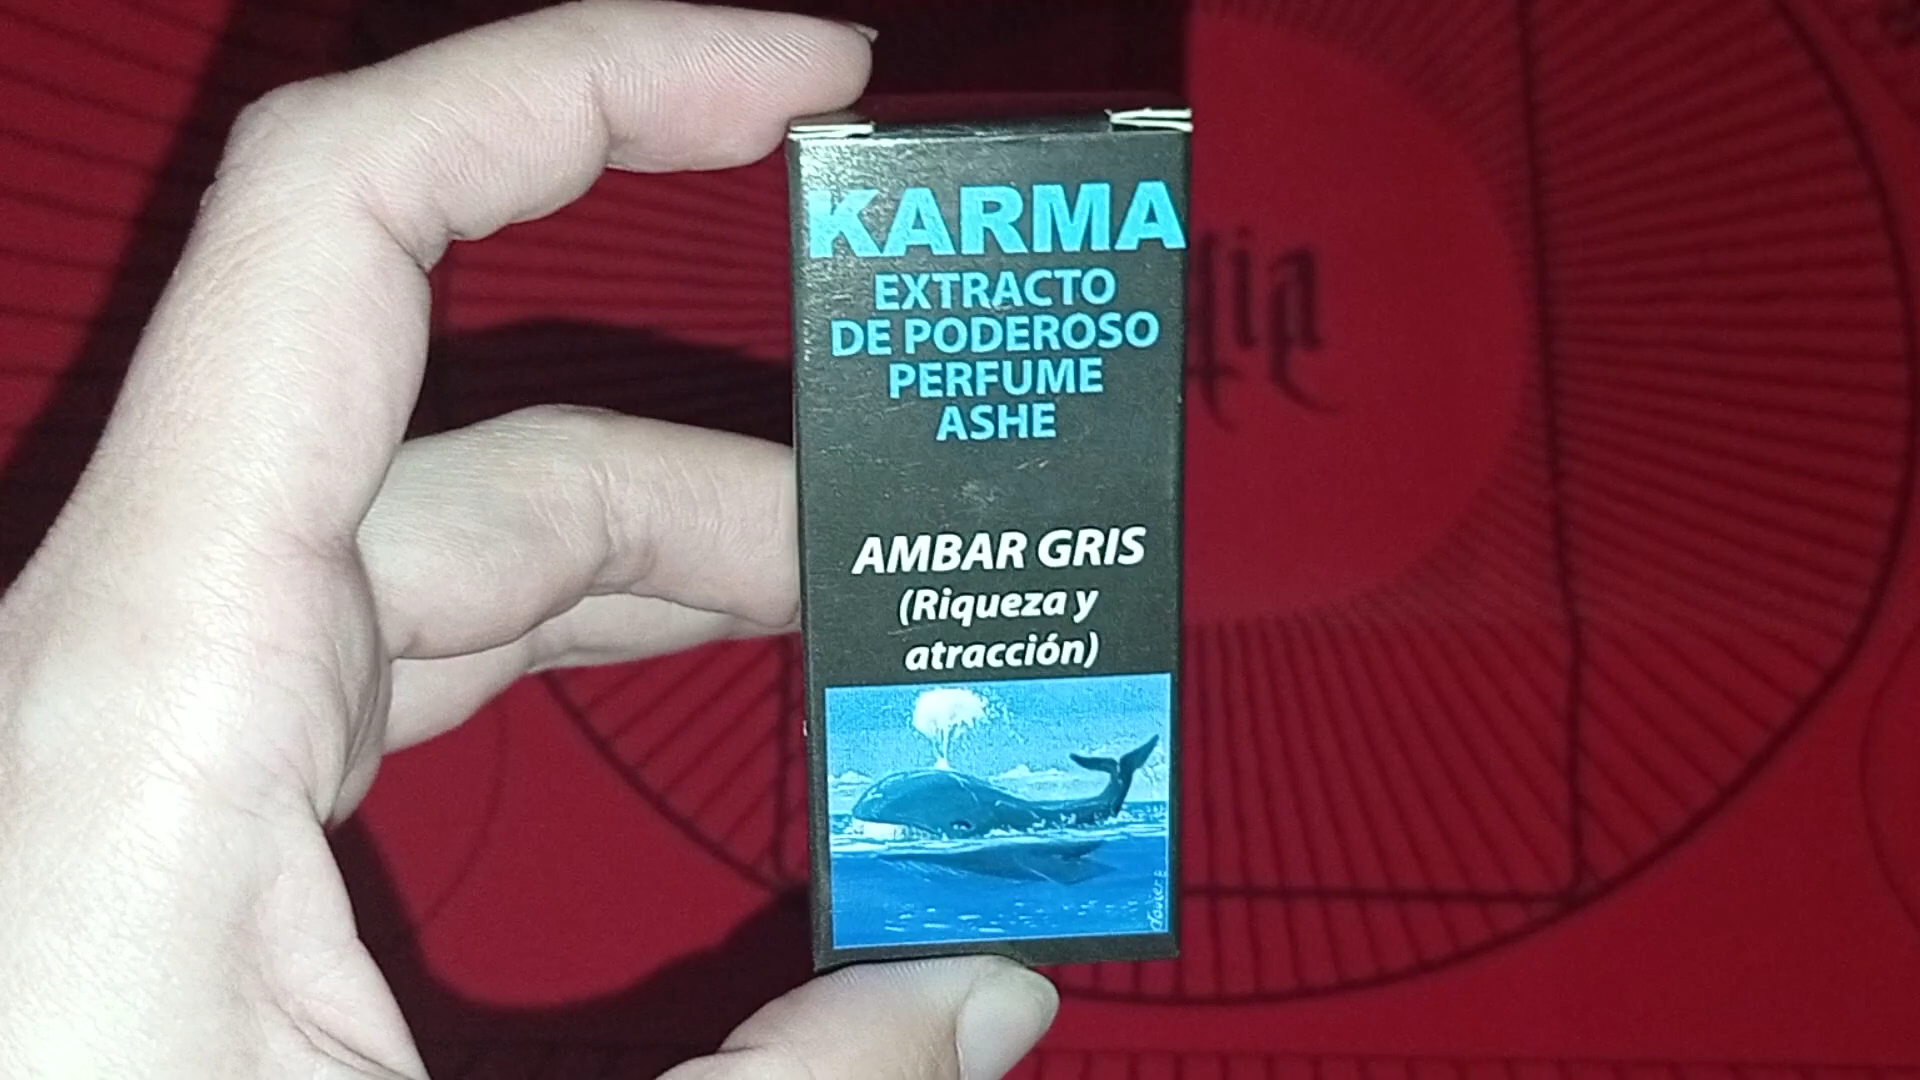 KARMA
EXTRACTO
DE PODEROSO
PERFUME
ASHE
AMBAR GRIS
(Riqueza y
atracción)